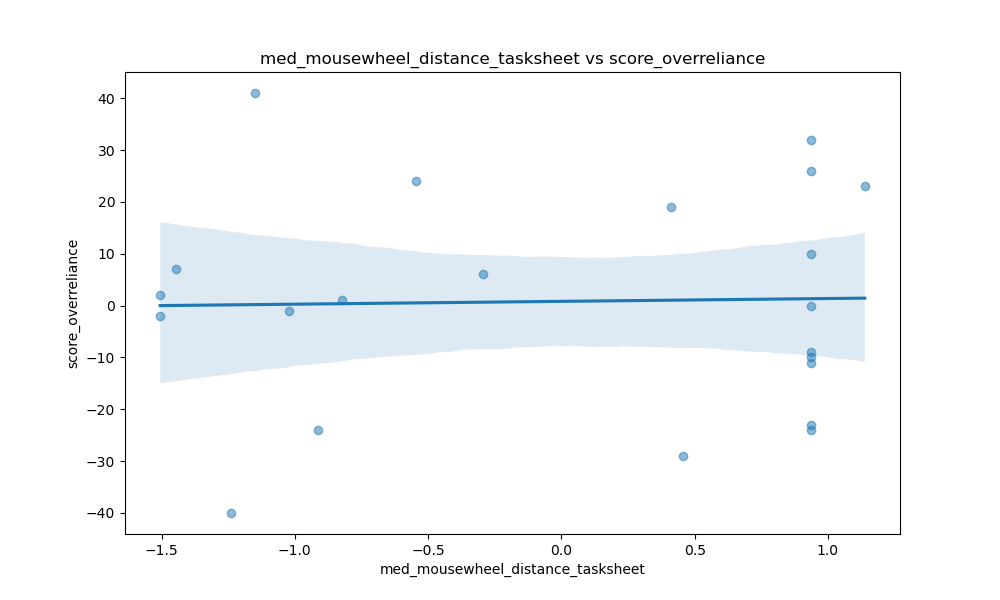 med_mousewheel_distance_tasksheet vs score_overreliance
40
30
20
10
0
−10
−20
−30
−40
score_overreliance
−1.5 −1.0 −0.5 0.0 0.5 1.0
med_mousewheel_distance_tasksheet